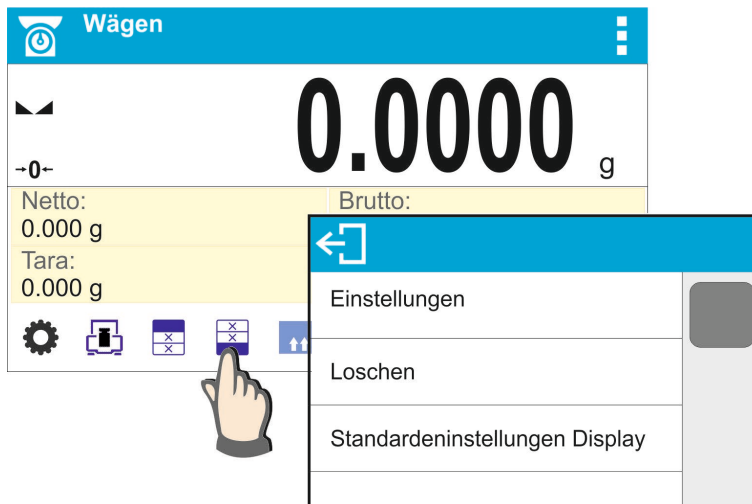 Wägen
0.0000 g
→0←
Netto:
0.000 g
Brutto:
Tara:
0.000 g
Einstellungen
Loschen
Standardeninstellungen Display